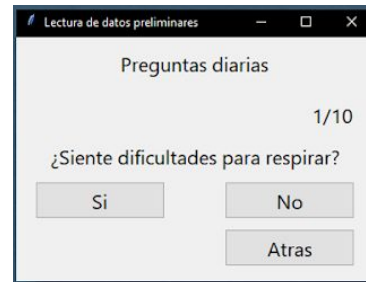 Lectura de datos preliminares
Preguntas diarias
1/10
¿Siente dificultades para respirar?
Si No
Atras